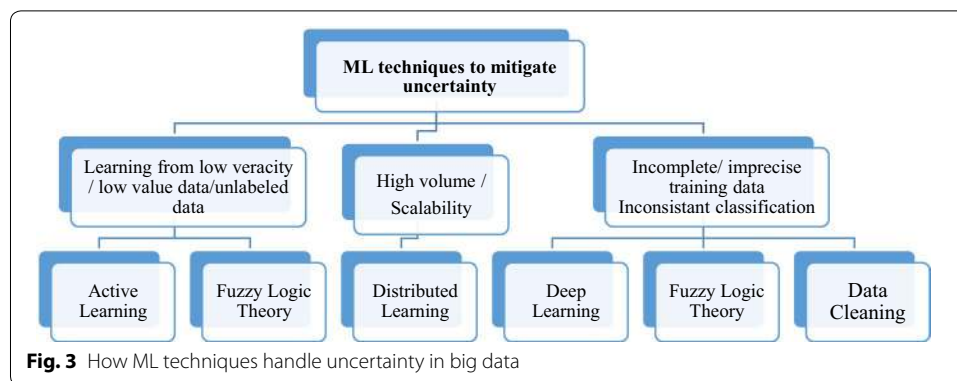 ML techniques to mitigate
uncertainty
Learning from low veracity
/ low value data/unlabeled
data
High volume /
Scalability
Incomplete/ imprecise
training data
Inconsistant classification
Active
Learning
Fuzzy Logic
Theory
Distributed
Learning
Deep
Learning
Fuzzy Logic
Theory
Data
Cleaning
Fig. 3 How ML techniques handle uncertainty in big data